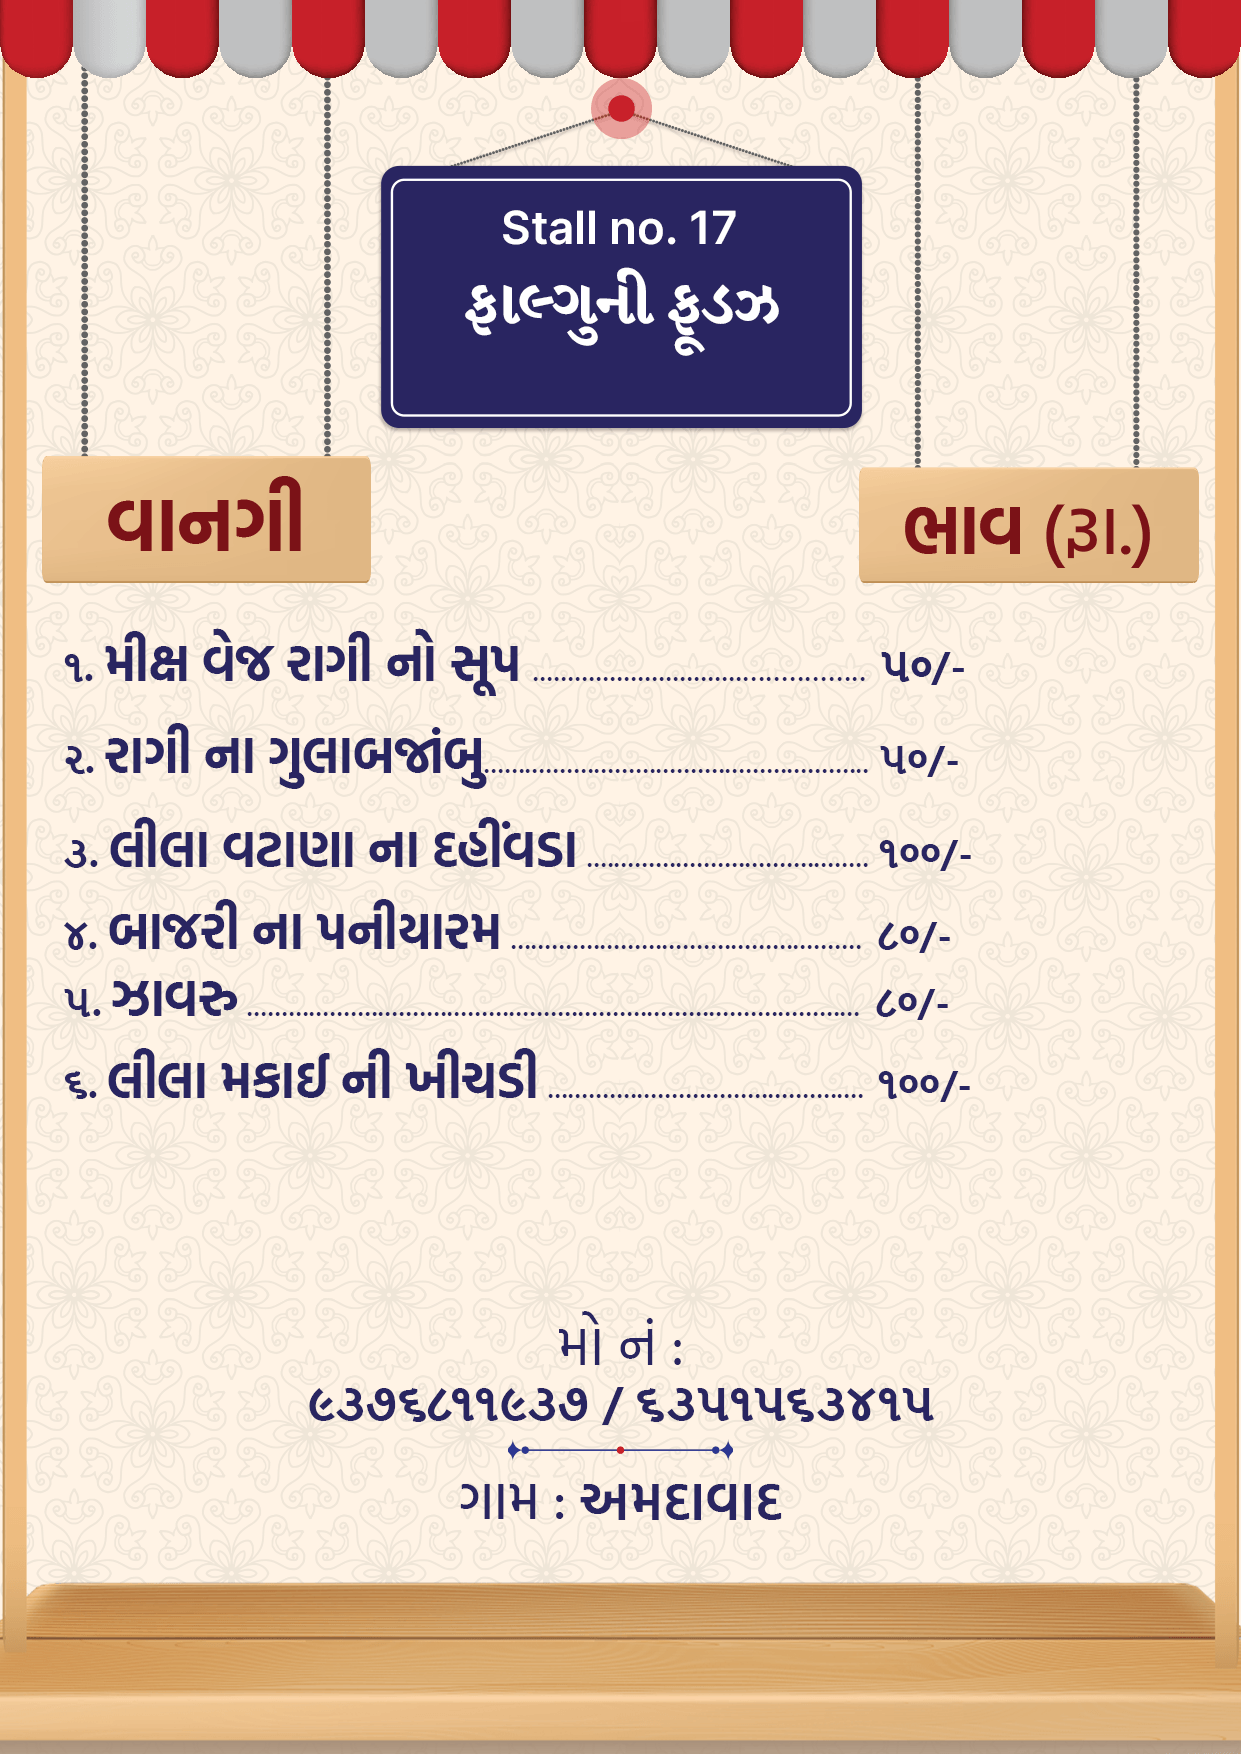 Stall no. 17
ફાલ્ગુની ફૂડઝ
વાનગી
ભાવ (રૂા.)
૧. મીક્ષ વેજ રાગી નો સૂપ ........................................................ ૫૦/-
૨. રાગી ના ગુલાબજાંબુ........................................................ ૫૦/-
૩. લીલા વટાણા ના દહીંવડા ........................................ ૧૦૦/-
૪. બાજરી ના પનીયારમ ................................................ ૮૦/-
૫. ઝાવરુ ........................................................................................ ૮૦/-
૬. લીલા મકાઈ ની ખીચડી ............................................ ૧૦૦/-
મો નં :
૯૩૭૬૮૧૧૯૩૭ / ૬૩૫૧૫૬૩૪૧૫
ગામ : અમદાવાદ